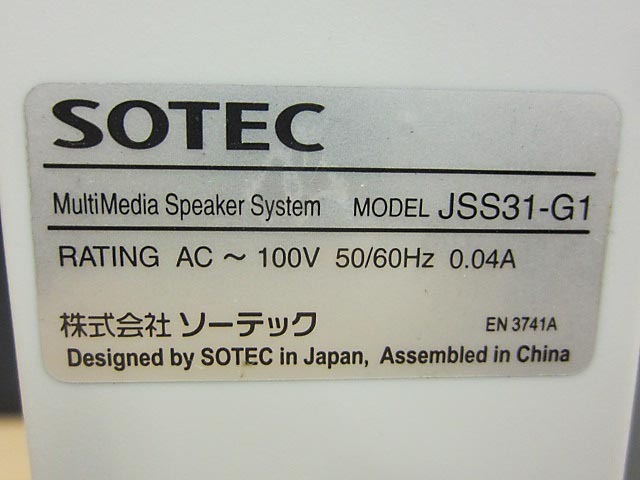 SOTEC
MultiMedia Speaker System MODEL JSS31-G1
RATING AC ~ 100V 50/60Hz 0.04A
株式会社 ソーテック EN 3741A
Designed by SOTEC in Japan, Assembled in China